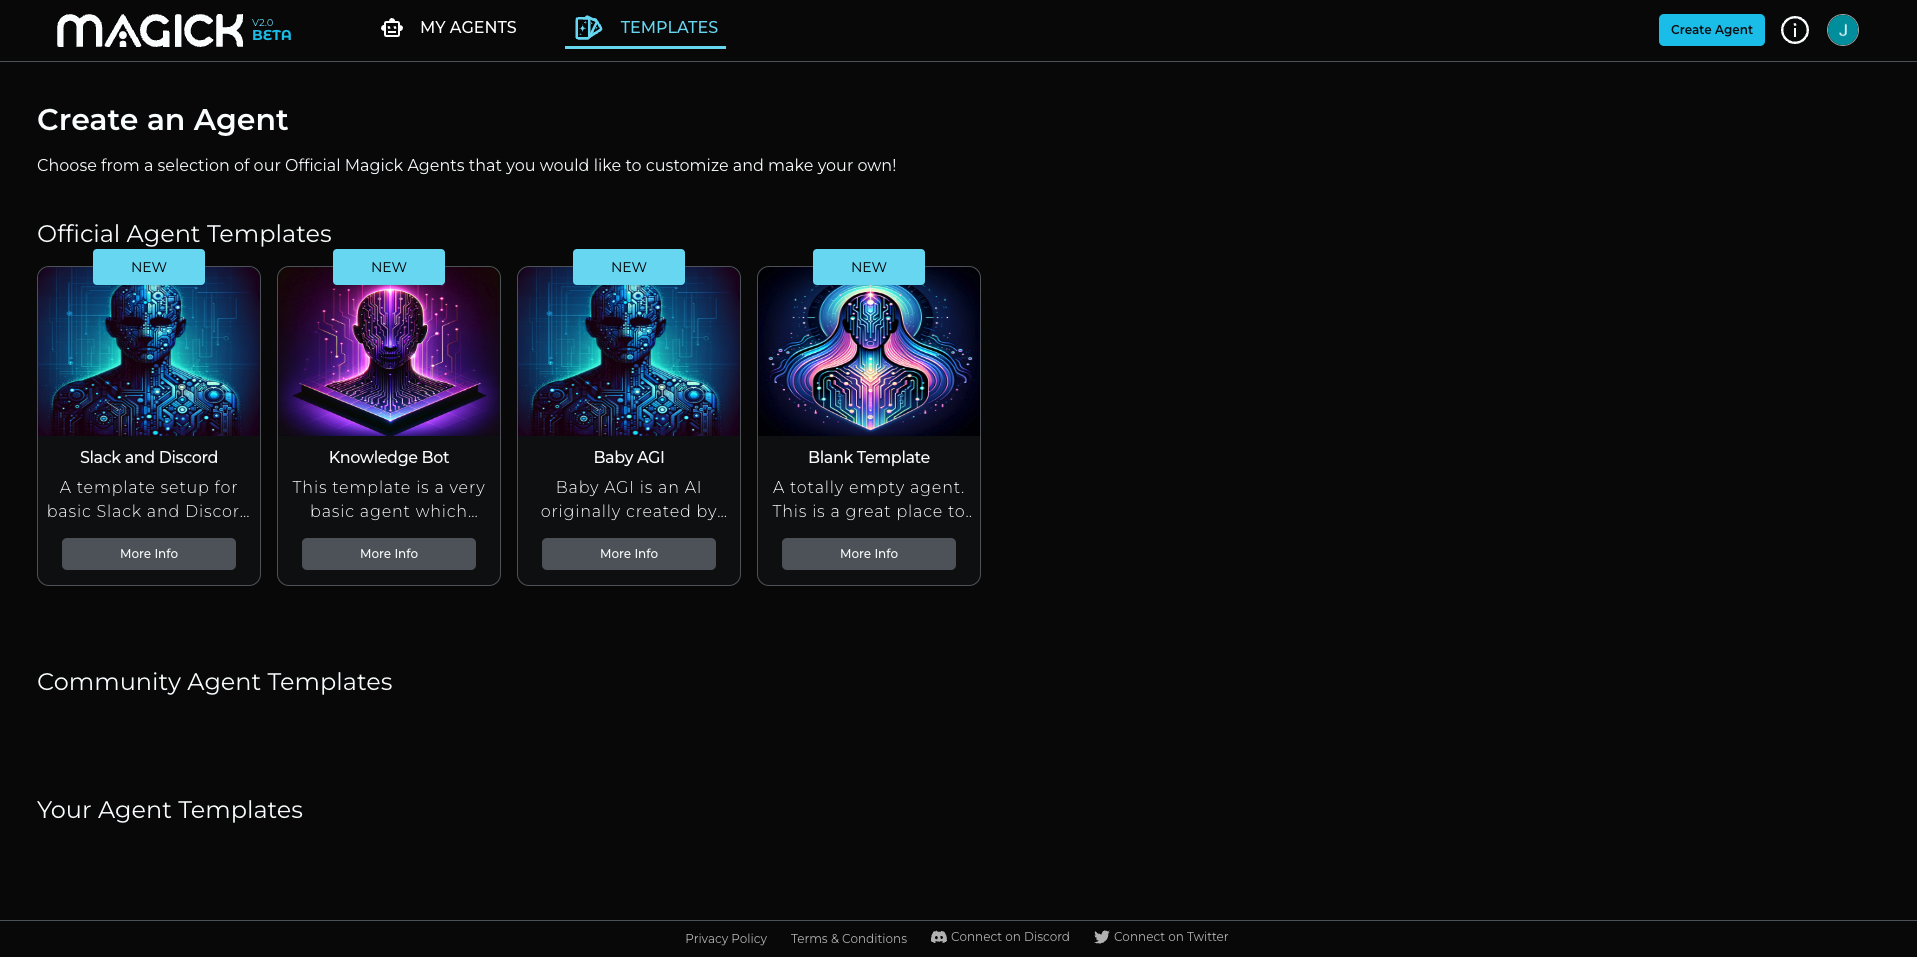 MAGICK V2.0
BETA
MY AGENTS
TEMPLATES
Create Agent
J
Create an Agent
Choose from a selection of our Official Magick Agents that you would like to customize and make your own!
Official Agent Templates
NEW
NEW
NEW
NEW
Slack and Discord
A template setup for
basic Slack and Discor...
More Info
Knowledge Bot
This template is a very
basic agent which...
More Info
Baby AGI
Baby AGI is an AI
originally created by...
More Info
Blank Template
A totally empty agent.
This is a great place to..
More Info
Community Agent Templates
Your Agent Templates
Privacy Policy
Terms & Conditions
Connect on Discord
Connect on Twitter